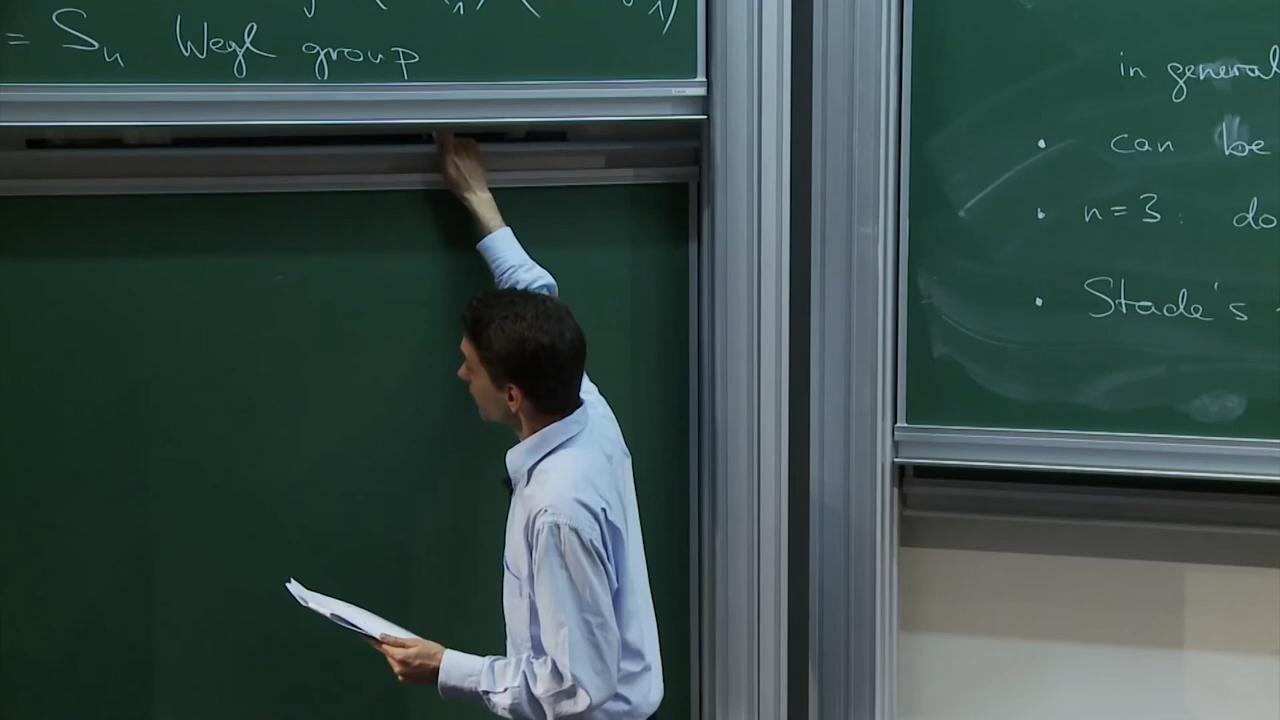 = Sₙ Weyl group
in general
• can be
• n = 3 : do
• Stade's